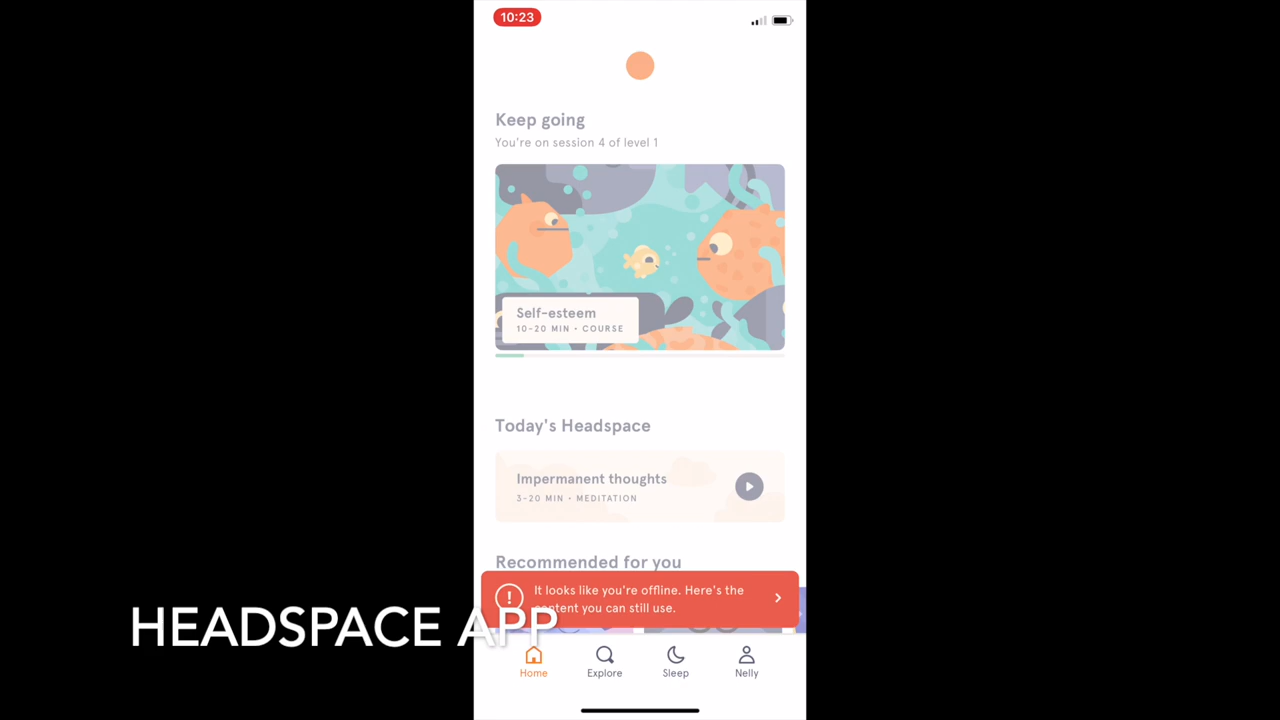 10:23
Keep going
You're on session 4 of level 1
Self-esteem
10-20 MIN • COURSE
Today's Headspace
Impermanent thoughts
3-20 MIN • MEDITATION
Recommended for you
It looks like you're offline. Here's the
content you can still use.
HEADSPACE APP
Home
Explore
Sleep
Nelly